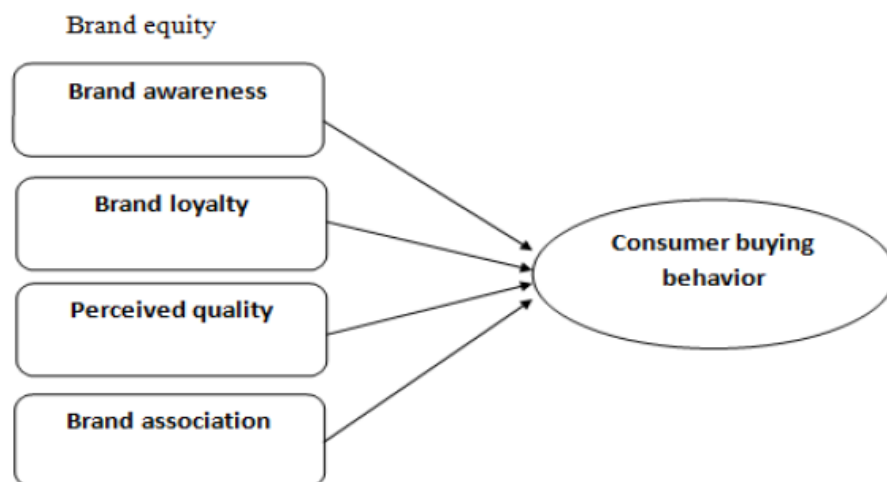 Brand equity
Brand awareness
Brand loyalty
Perceived quality
Brand association
Consumer buying
behavior